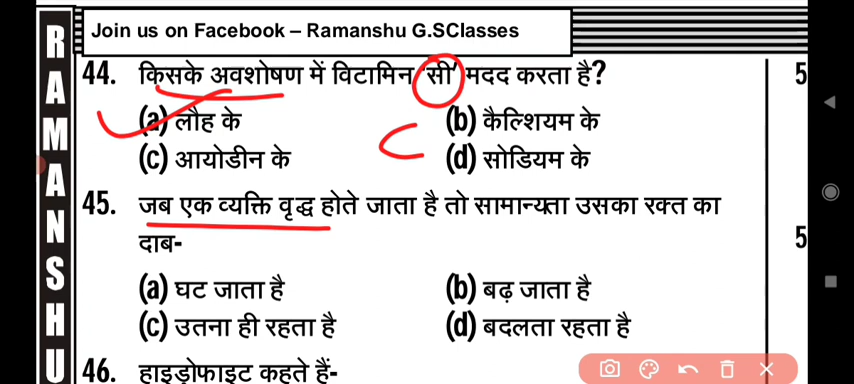 Join us on Facebook – Ramanshu G.SClasses
RAMANSHU
44. किसके अवशोषण में विटामिन 'सी' मदद करता है?
(a) लौह के (b) कैल्शियम के
(c) आयोडीन के (d) सोडियम के
45. जब एक व्यक्ति वृद्ध होते जाता है तो सामान्यता उसका रक्त का
दाब-
(a) घट जाता है (b) बढ़ जाता है
(c) उतना ही रहता है (d) बदलता रहता है
46. हाइड्रोफाइट कहते हैं-
5
5